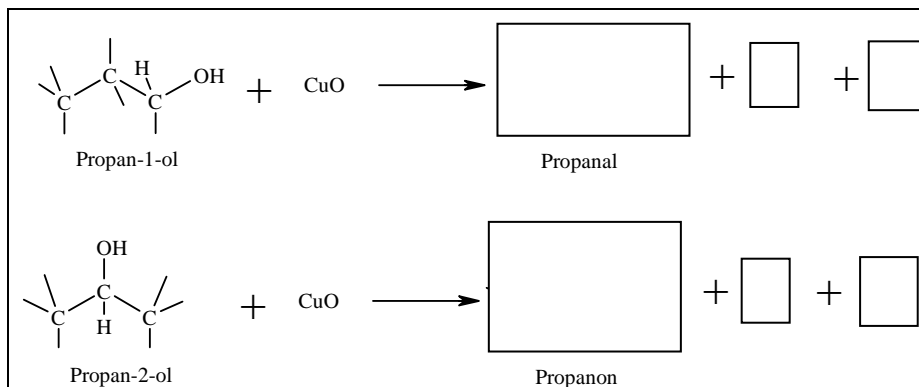 H
C
OH
C
C
+ CuO + +
Propan-1-ol
Propanal
OH
C
+ CuO + +
C
H
C
Propan-2-ol
Propanon